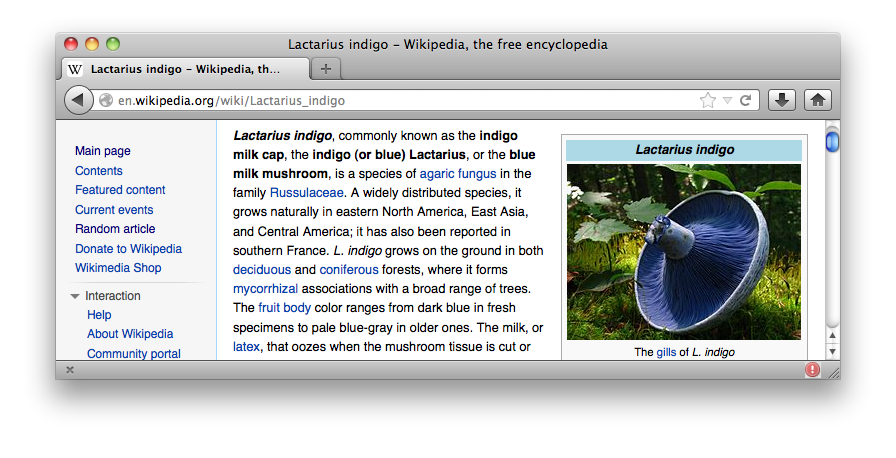 Lactarius indigo – Wikipedia, the free encyclopedia
W Lactarius indigo – Wikipedia, th...
en.wikipedia.org/wiki/Lactarius_indigo
Main page
Contents
Featured content
Current events
Random article
Donate to Wikipedia
Wikimedia Shop
Interaction
Help
About Wikipedia
Community portal
Lactarius indigo, commonly known as the indigo
milk cap, the indigo (or blue) Lactarius, or the blue
milk mushroom, is a species of agaric fungus in the
family Russulaceae. A widely distributed species, it
grows naturally in eastern North America, East Asia,
and Central America; it has also been reported in
southern France. L. indigo grows on the ground in both
deciduous and coniferous forests, where it forms
mycorrhizal associations with a broad range of trees.
The fruit body color ranges from dark blue in fresh
specimens to pale blue-gray in older ones. The milk, or
latex, that oozes when the mushroom tissue is cut or
Lactarius indigo
The gills of L. indigo